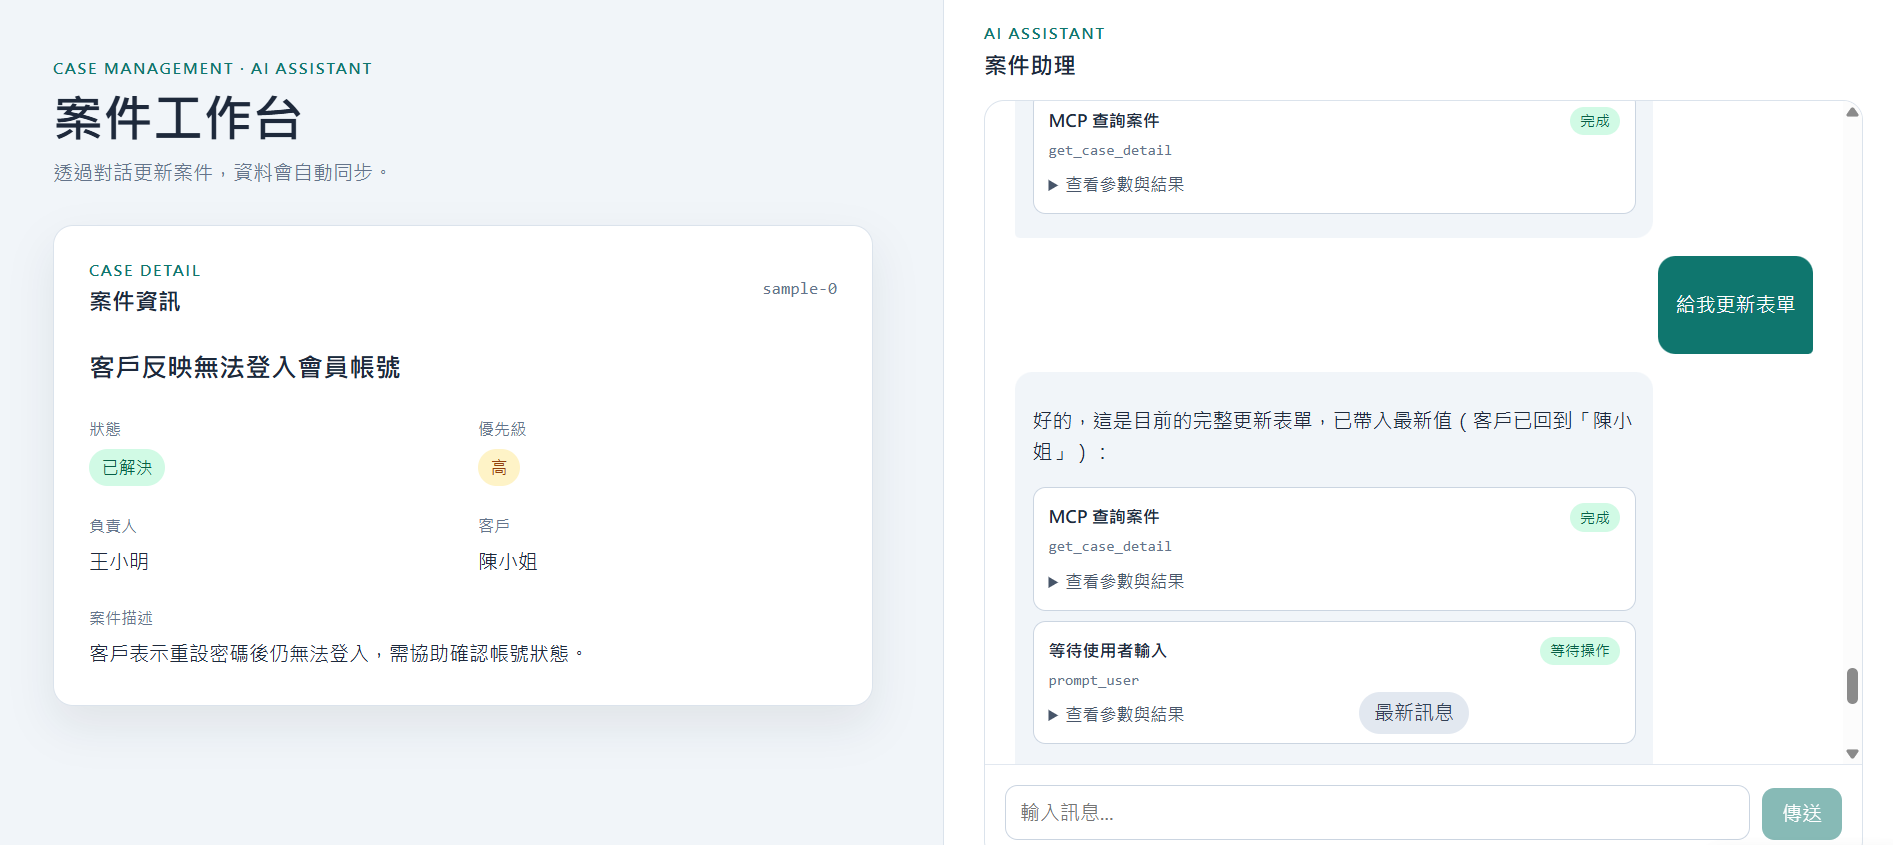 CASE MANAGEMENT · AI ASSISTANT
案件工作台
透過對話更新案件，資料會自動同步。
CASE DETAIL
案件資訊
sample-0
客戶反映無法登入會員帳號
狀態
優先級
已解決
高
負責人
客戶
王小明
陳小姐
案件描述
客戶表示重設密碼後仍無法登入，需協助確認帳號狀態。
AI ASSISTANT
案件助理
MCP 查詢案件
完成
get_case_detail
▶ 查看參數與結果
給我更新表單
好的，這是目前的完整更新表單，已帶入最新值（客戶已回到「陳小
姐」）：
MCP 查詢案件
完成
get_case_detail
▶ 查看參數與結果
等待使用者輸入
等待操作
prompt_user
▶ 查看參數與結果
最新訊息
輸入訊息...
傳送